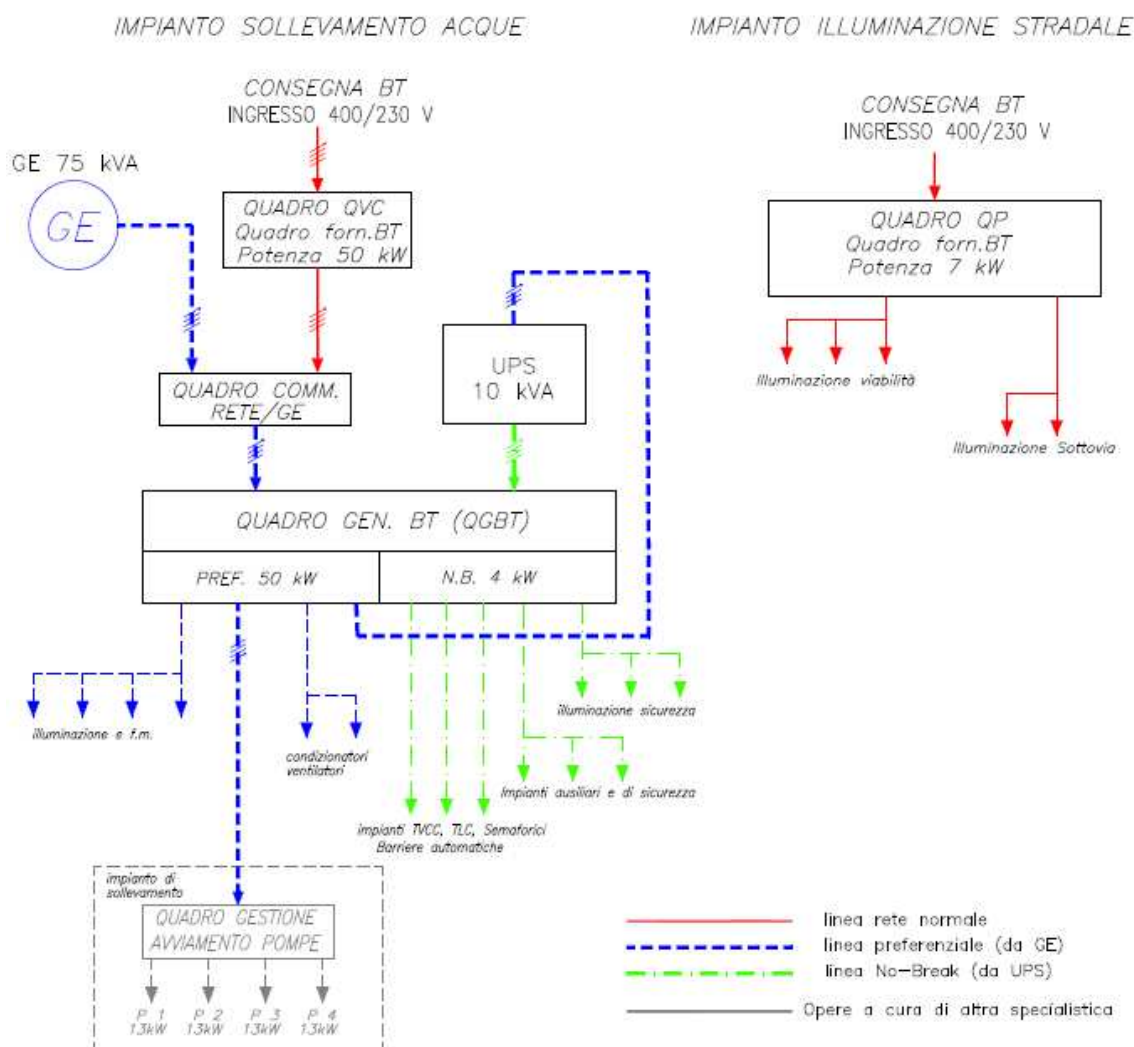 IMPIANTO SOLLEVAMENTO ACQUE
IMPIANTO ILLUMINAZIONE STRADALE
CONSEGNA BT
INGRESSO 400/230 V
GE 75 kVA
GE
QUADRO QVC
Quadro forn.BT
Potenza 50 kW
CONSEGNA BT
INGRESSO 400/230 V
QUADRO QP
Quadro forn.BT
Potenza 7 kW
Illuminazione viabilità
Illuminazione Sottovia
QUADRO COMM.
RETE/GE
UPS
10 kVA
QUADRO GEN. BT (QGBT)
PREF. 50 kW
N.B. 4 kW
illuminazione e f.m.
condizionatori
ventilatori
illuminazione sicurezza
Impianti ausiliari e di sicurezza
impianti TVCC, TLC, Semaforici
Barriere automatiche
impianto di
sollevamento
QUADRO GESTIONE
AVVIAMENTO POMPE
P 1
13kW
P 2
13kW
P 3
13kW
P 4
13kW
linea rete normale
linea preferenziale (da GE)
linea No-Break (da UPS)
Opere a cura di altra specialistica